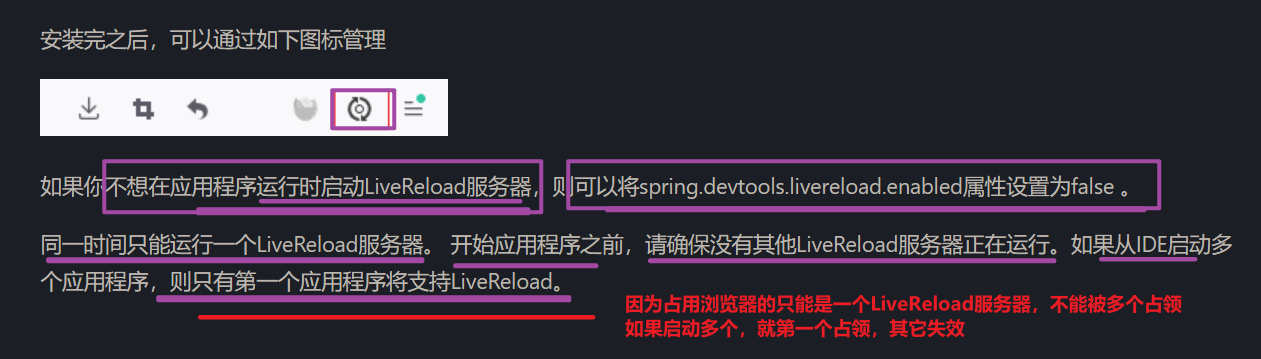 安装完之后，可以通过如下图标管理
如果你不想在应用程序运行时启动LiveReload服务器，则可以将spring.devtools.livereload.enabled属性设置为false 。
同一时间只能运行一个LiveReload服务器。 开始应用程序之前，请确保没有其他LiveReload服务器正在运行。如果从IDE启动多
个应用程序，则只有第一个应用程序将支持LiveReload。
因为占用浏览器的只能是一个LiveReload服务器，不能被多个占领
如果启动多个，就第一个占领，其它失效